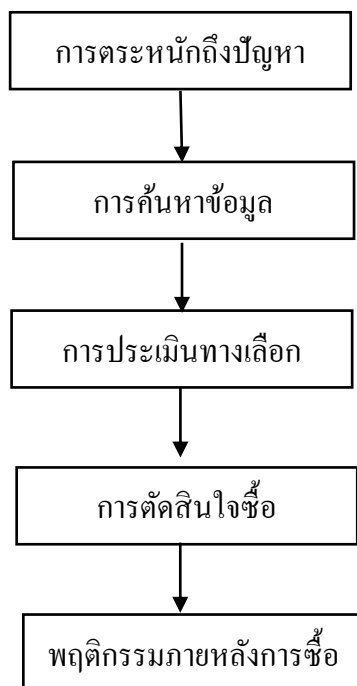 การตระหนักถึงปัญหา
การค้นหาข้อมูล
การประเมินทางเลือก
การตัดสินใจซื้อ
พฤติกรรมภายหลังการซื้อ